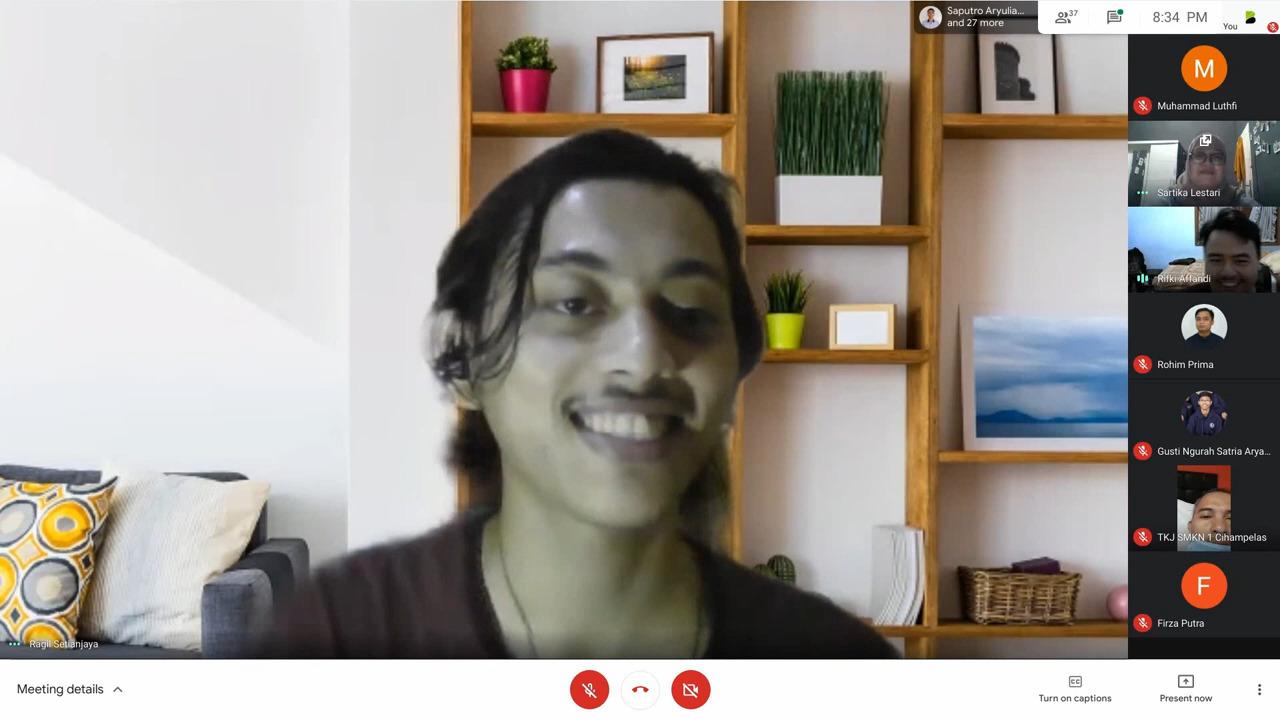 Saputro Aryulia...
and 27 more
37
8:34 PM
You
M
Muhammad Luthfi
Sartika Lestari
Rifki Affandi
Rohim Prima
Gusti Ngurah Satria Arya...
TKJ SMKN 1 Cihampelas
F
Firza Putra
Ragil Setianjaya
Meeting details
CC
Turn on captions
Present now